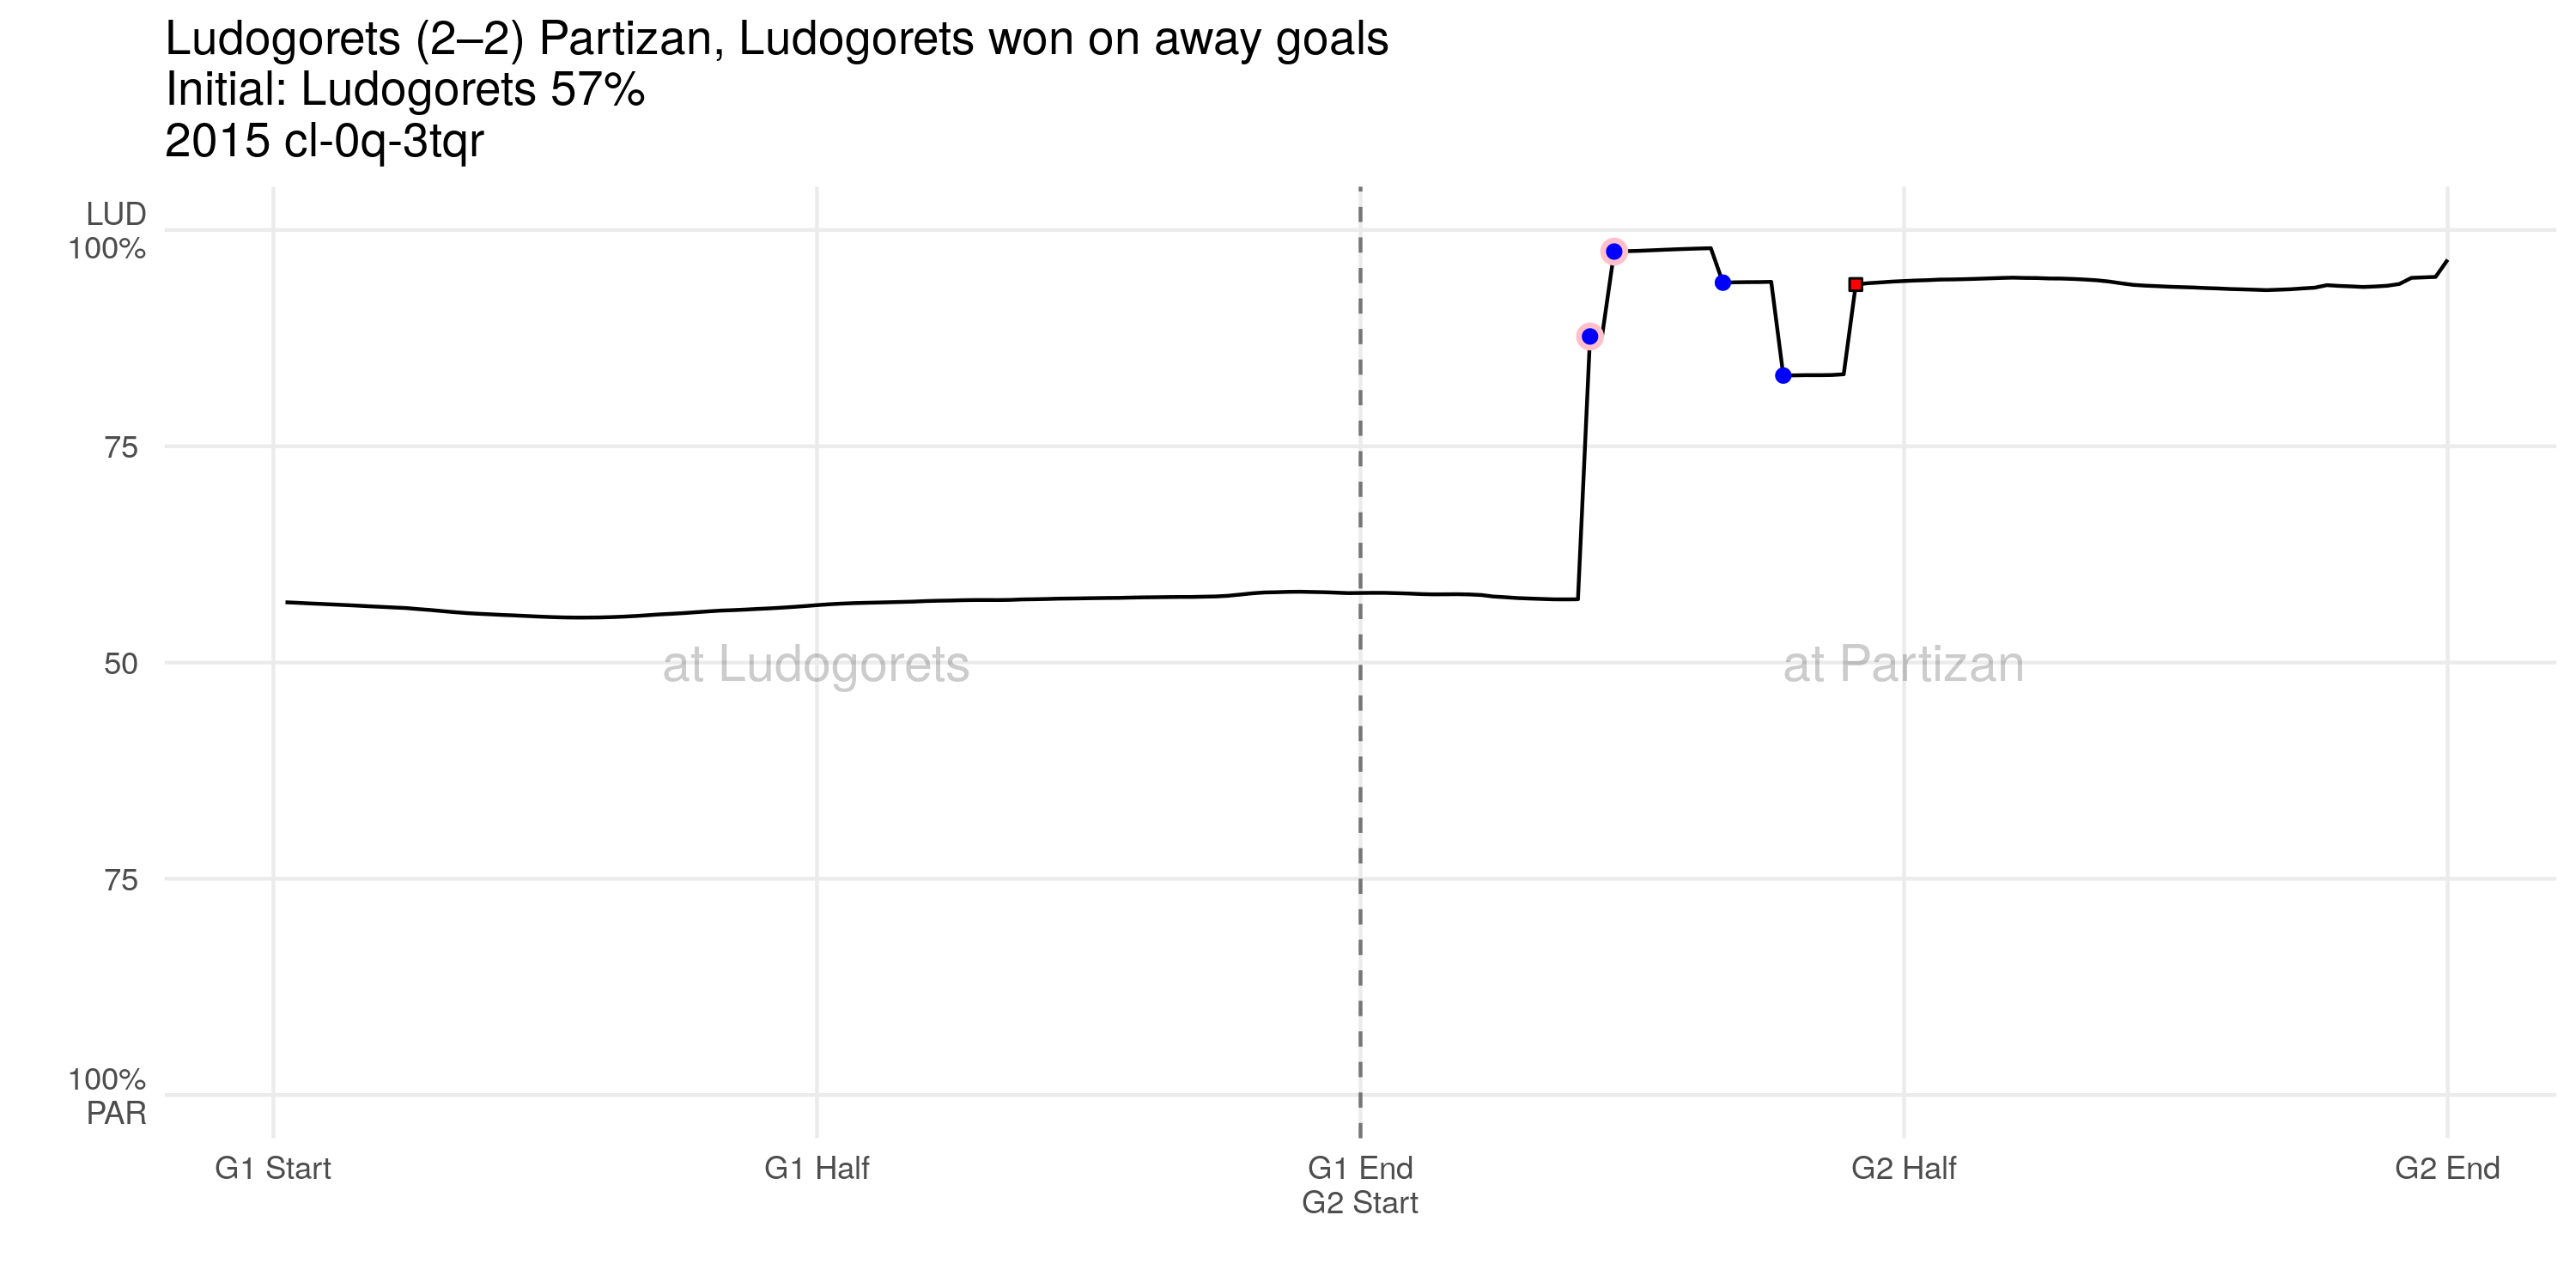 Ludogorets (2–2) Partizan, Ludogorets won on away goals
Initial: Ludogorets 57%
2015 cl-0q-3tqr
LUD
100%
75
50
75
100%
PAR
at Ludogorets
at Partizan
G1 Start
G1 Half
G1 End
G2 Start
G2 Half
G2 End